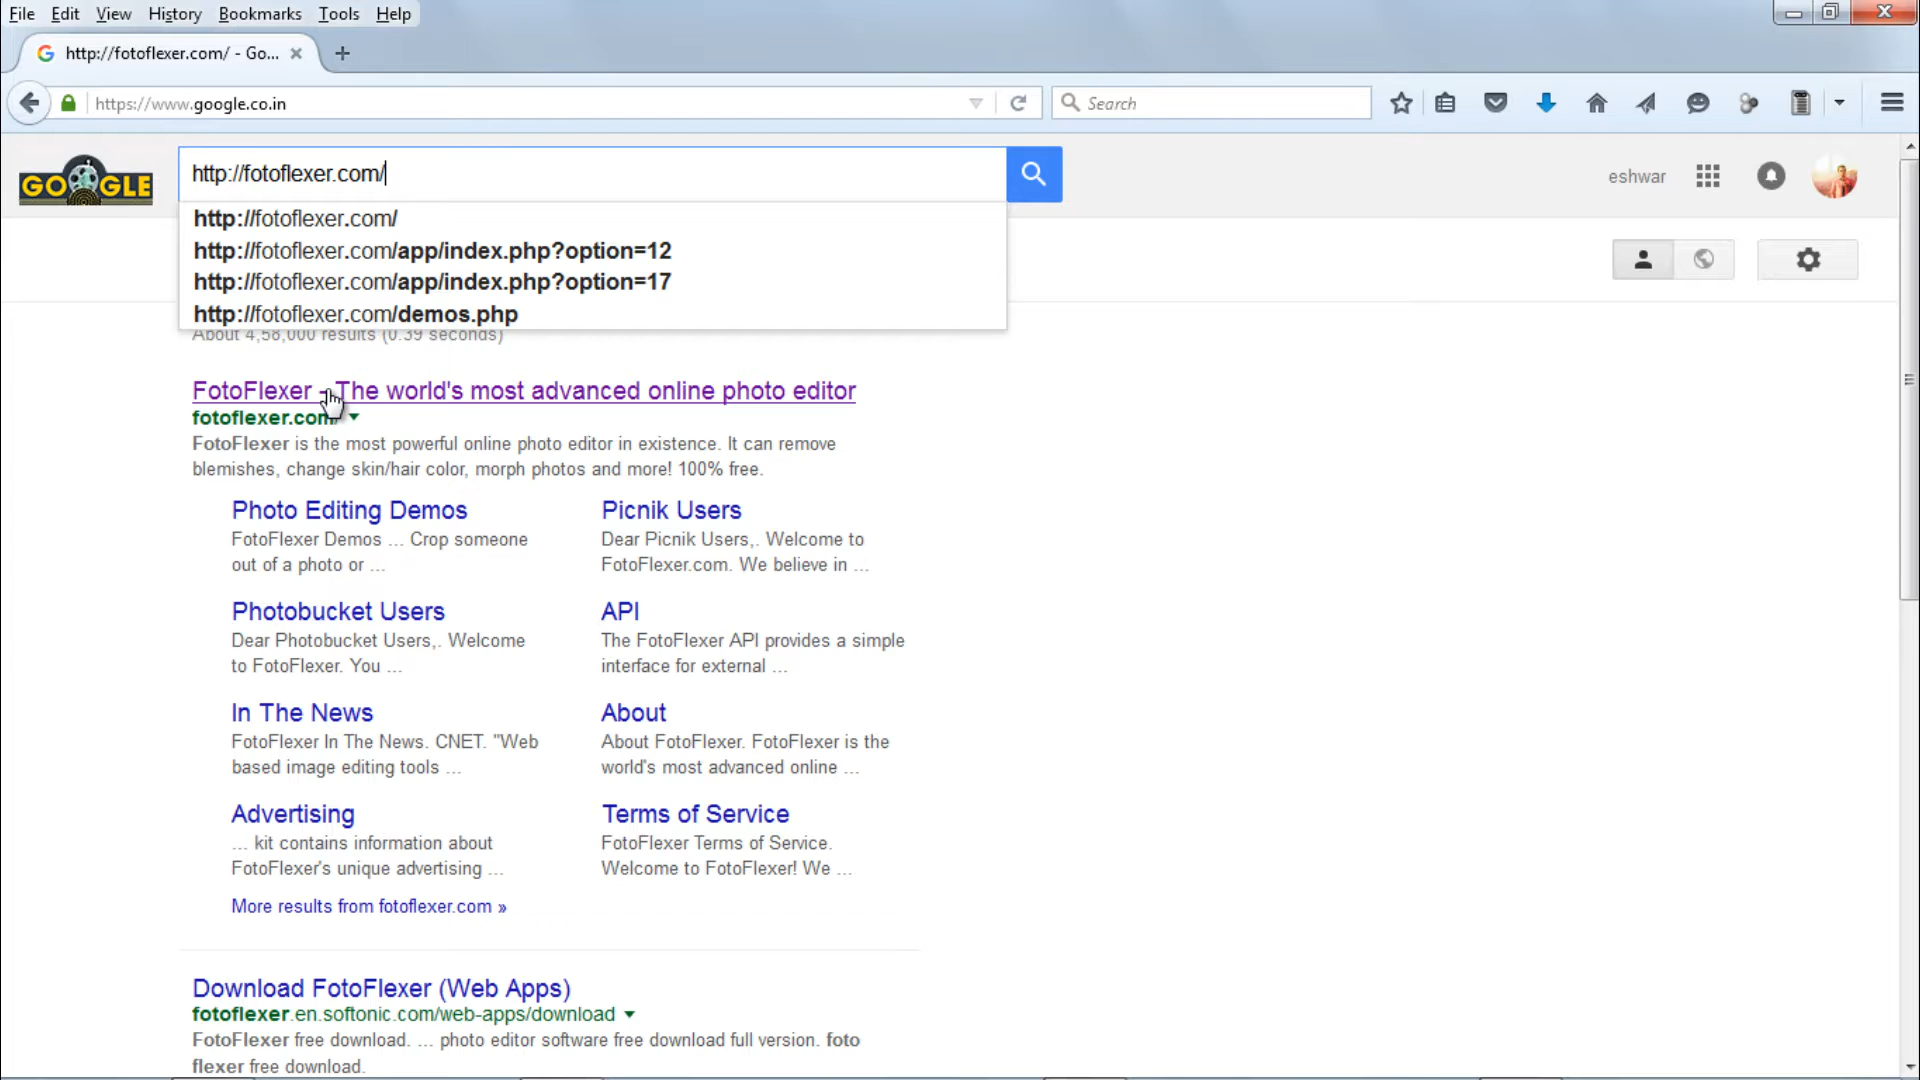 File Edit View History Bookmarks Tools Help
http://fotoflexer.com/ - Go...
https://www.google.co.in
Search
GOOGLE
http://fotoflexer.com/
eshwar
http://fotoflexer.com/
http://fotoflexer.com/app/index.php?option=12
http://fotoflexer.com/app/index.php?option=17
http://fotoflexer.com/demos.php
About 4,58,000 results (0.39 seconds)
FotoFlexer - The world's most advanced online photo editor
fotoflexer.com/
FotoFlexer is the most powerful online photo editor in existence. It can remove
blemishes, change skin/hair color, morph photos and more! 100% free.
Photo Editing Demos
FotoFlexer Demos ... Crop someone
out of a photo or ...
Picnik Users
Dear Picnik Users,. Welcome to
FotoFlexer.com. We believe in ...
Photobucket Users
Dear Photobucket Users,. Welcome
to FotoFlexer. You ...
API
The FotoFlexer API provides a simple
interface for external ...
In The News
FotoFlexer In The News. CNET. "Web
based image editing tools ...
About
About FotoFlexer. FotoFlexer is the
world's most advanced online ...
Advertising
... kit contains information about
FotoFlexer's unique advertising ...
Terms of Service
FotoFlexer Terms of Service.
Welcome to FotoFlexer! We ...
More results from fotoflexer.com »
Download FotoFlexer (Web Apps)
fotoflexer.en.softonic.com/web-apps/download
FotoFlexer free download. ... photo editor software free download full version. foto
flexer free download.